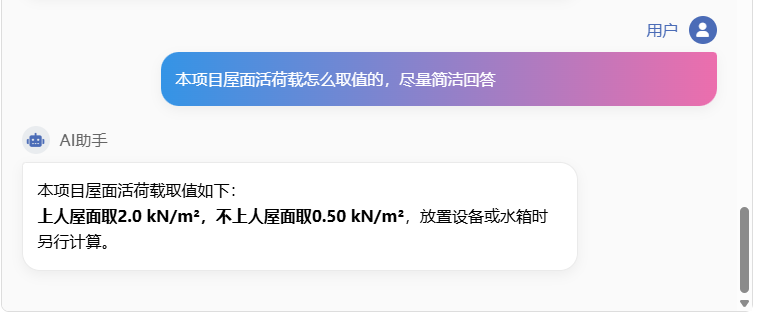 用户
本项目屋面活荷载怎么取值的，尽量简洁回答
AI助手
本项目屋面活荷载取值如下：
上人屋面取2.0 kN/m²，不上人屋面取0.50 kN/m²，放置设备或水箱时
另行计算。